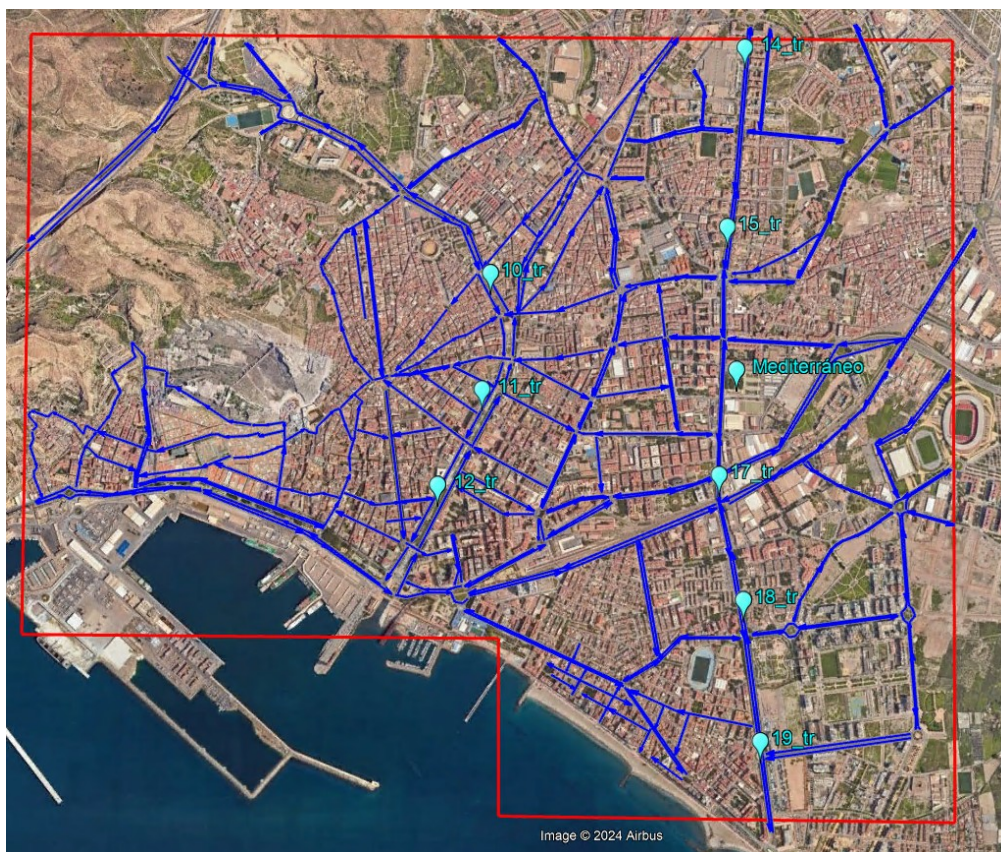 14_tr
15_tr
10_tr
Mediterráneo
11_tr
17_tr
12_tr
18_tr
19_tr
Image © 2024 Airbus